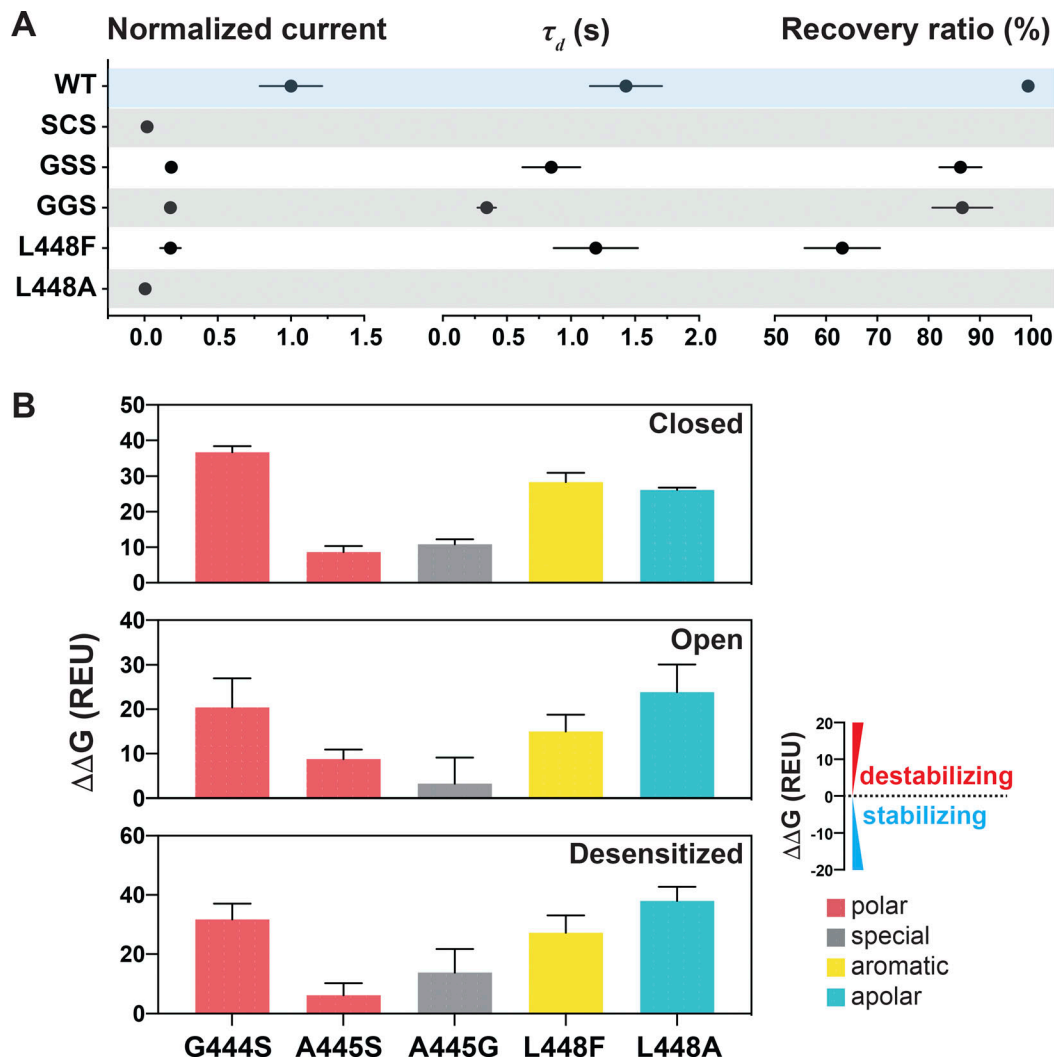 A
Normalized current
τd (s)
Recovery ratio (%)
WT
SCS
GSS
GGS
L448F
L448A
0.0 0.5 1.0 1.5
0.0 0.5 1.0 1.5 2.0
50 60 70 80 90 100
B
ΔΔG (REU)
50
40
30
20
10
0
Closed
40
30
20
10
0
Open
60
40
20
0
Desensitized
G444S A445S A445G L448F L448A
ΔΔG (REU)
20
10
0
-10
-20
destabilizing
stabilizing
polar
special
aromatic
apolar